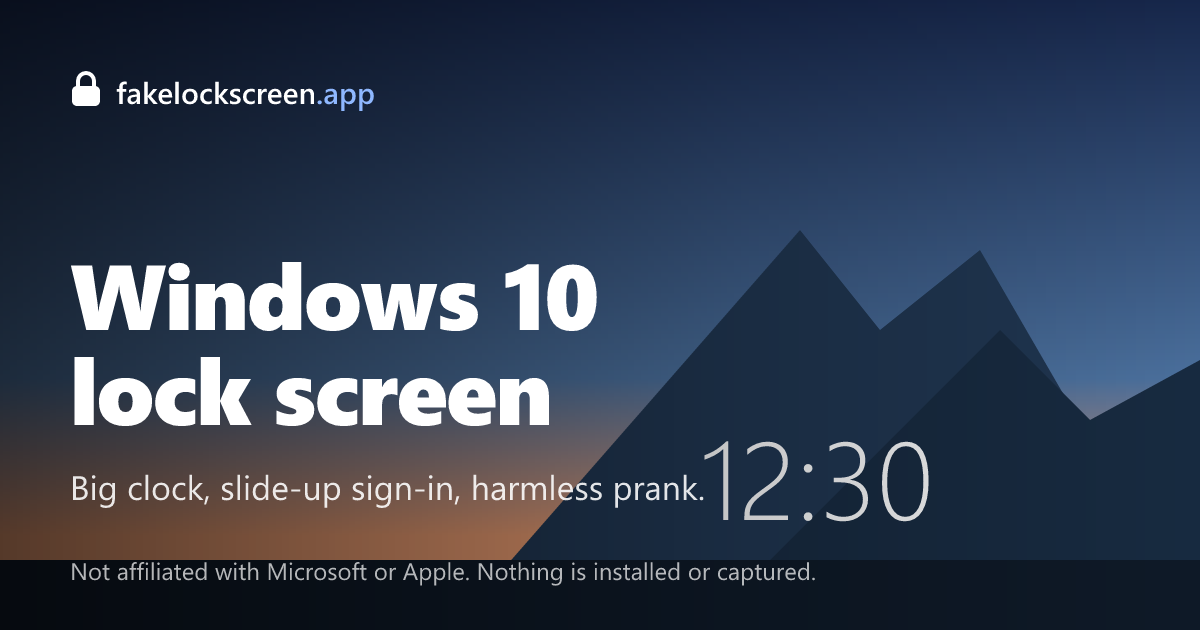 fakelockscreen.app
Windows 10
lock screen
Big clock, slide-up sign-in, harmless prank.
12:30
Not affiliated with Microsoft or Apple. Nothing is installed or captured.